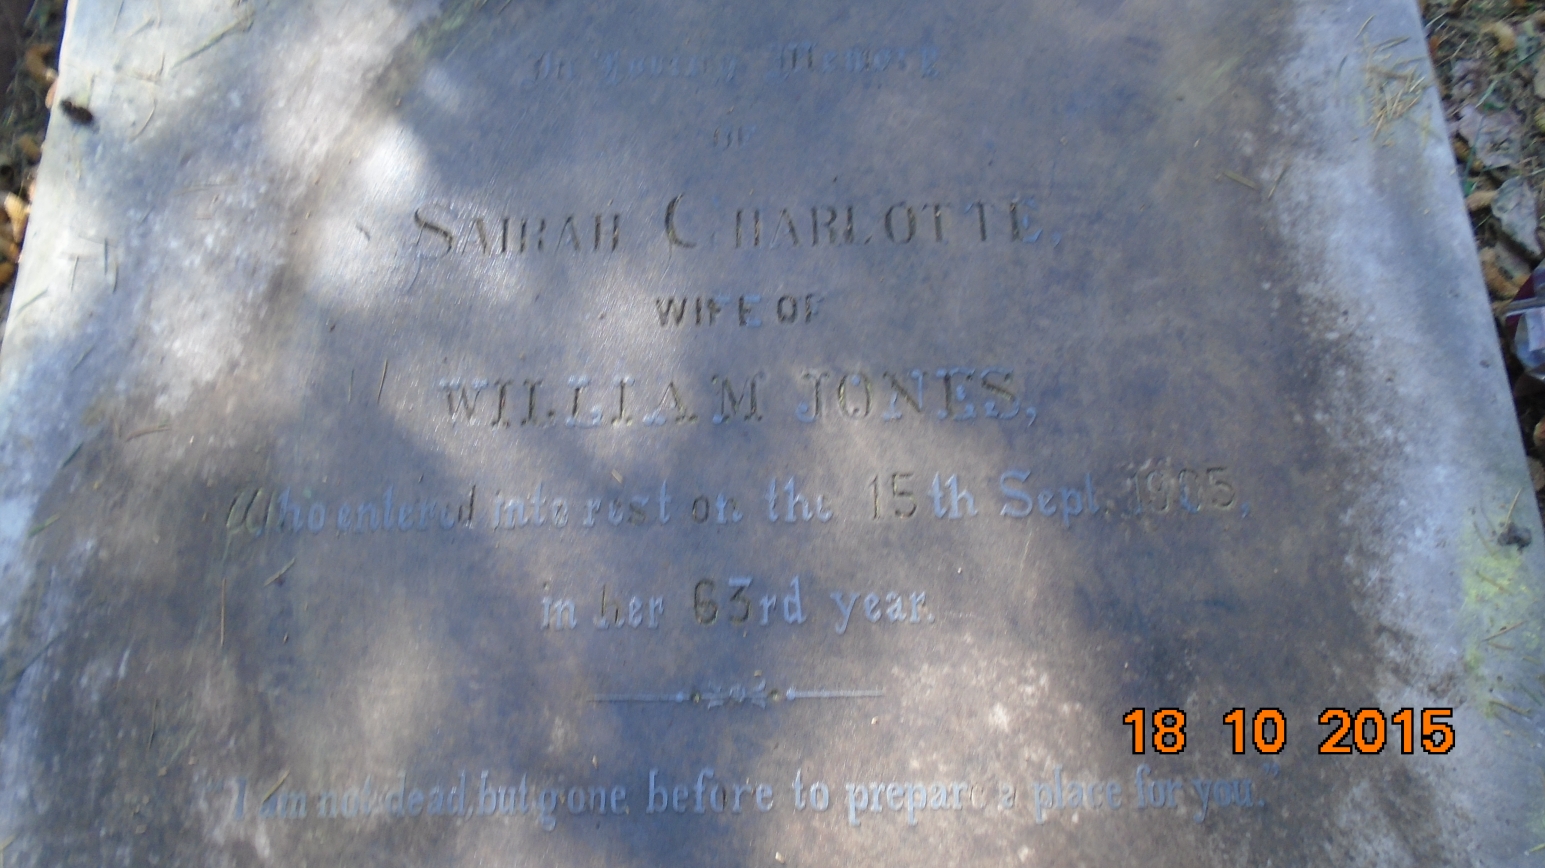 In Loving Memory
OF
SARAH CHARLOTTE,
WIFE OF
WILLIAM JONES,
Who entered into rest on the 15th Sept. 1905,
in her 63rd year.
"I am not dead, but gone before to prepare a place for you."
18 10 2015